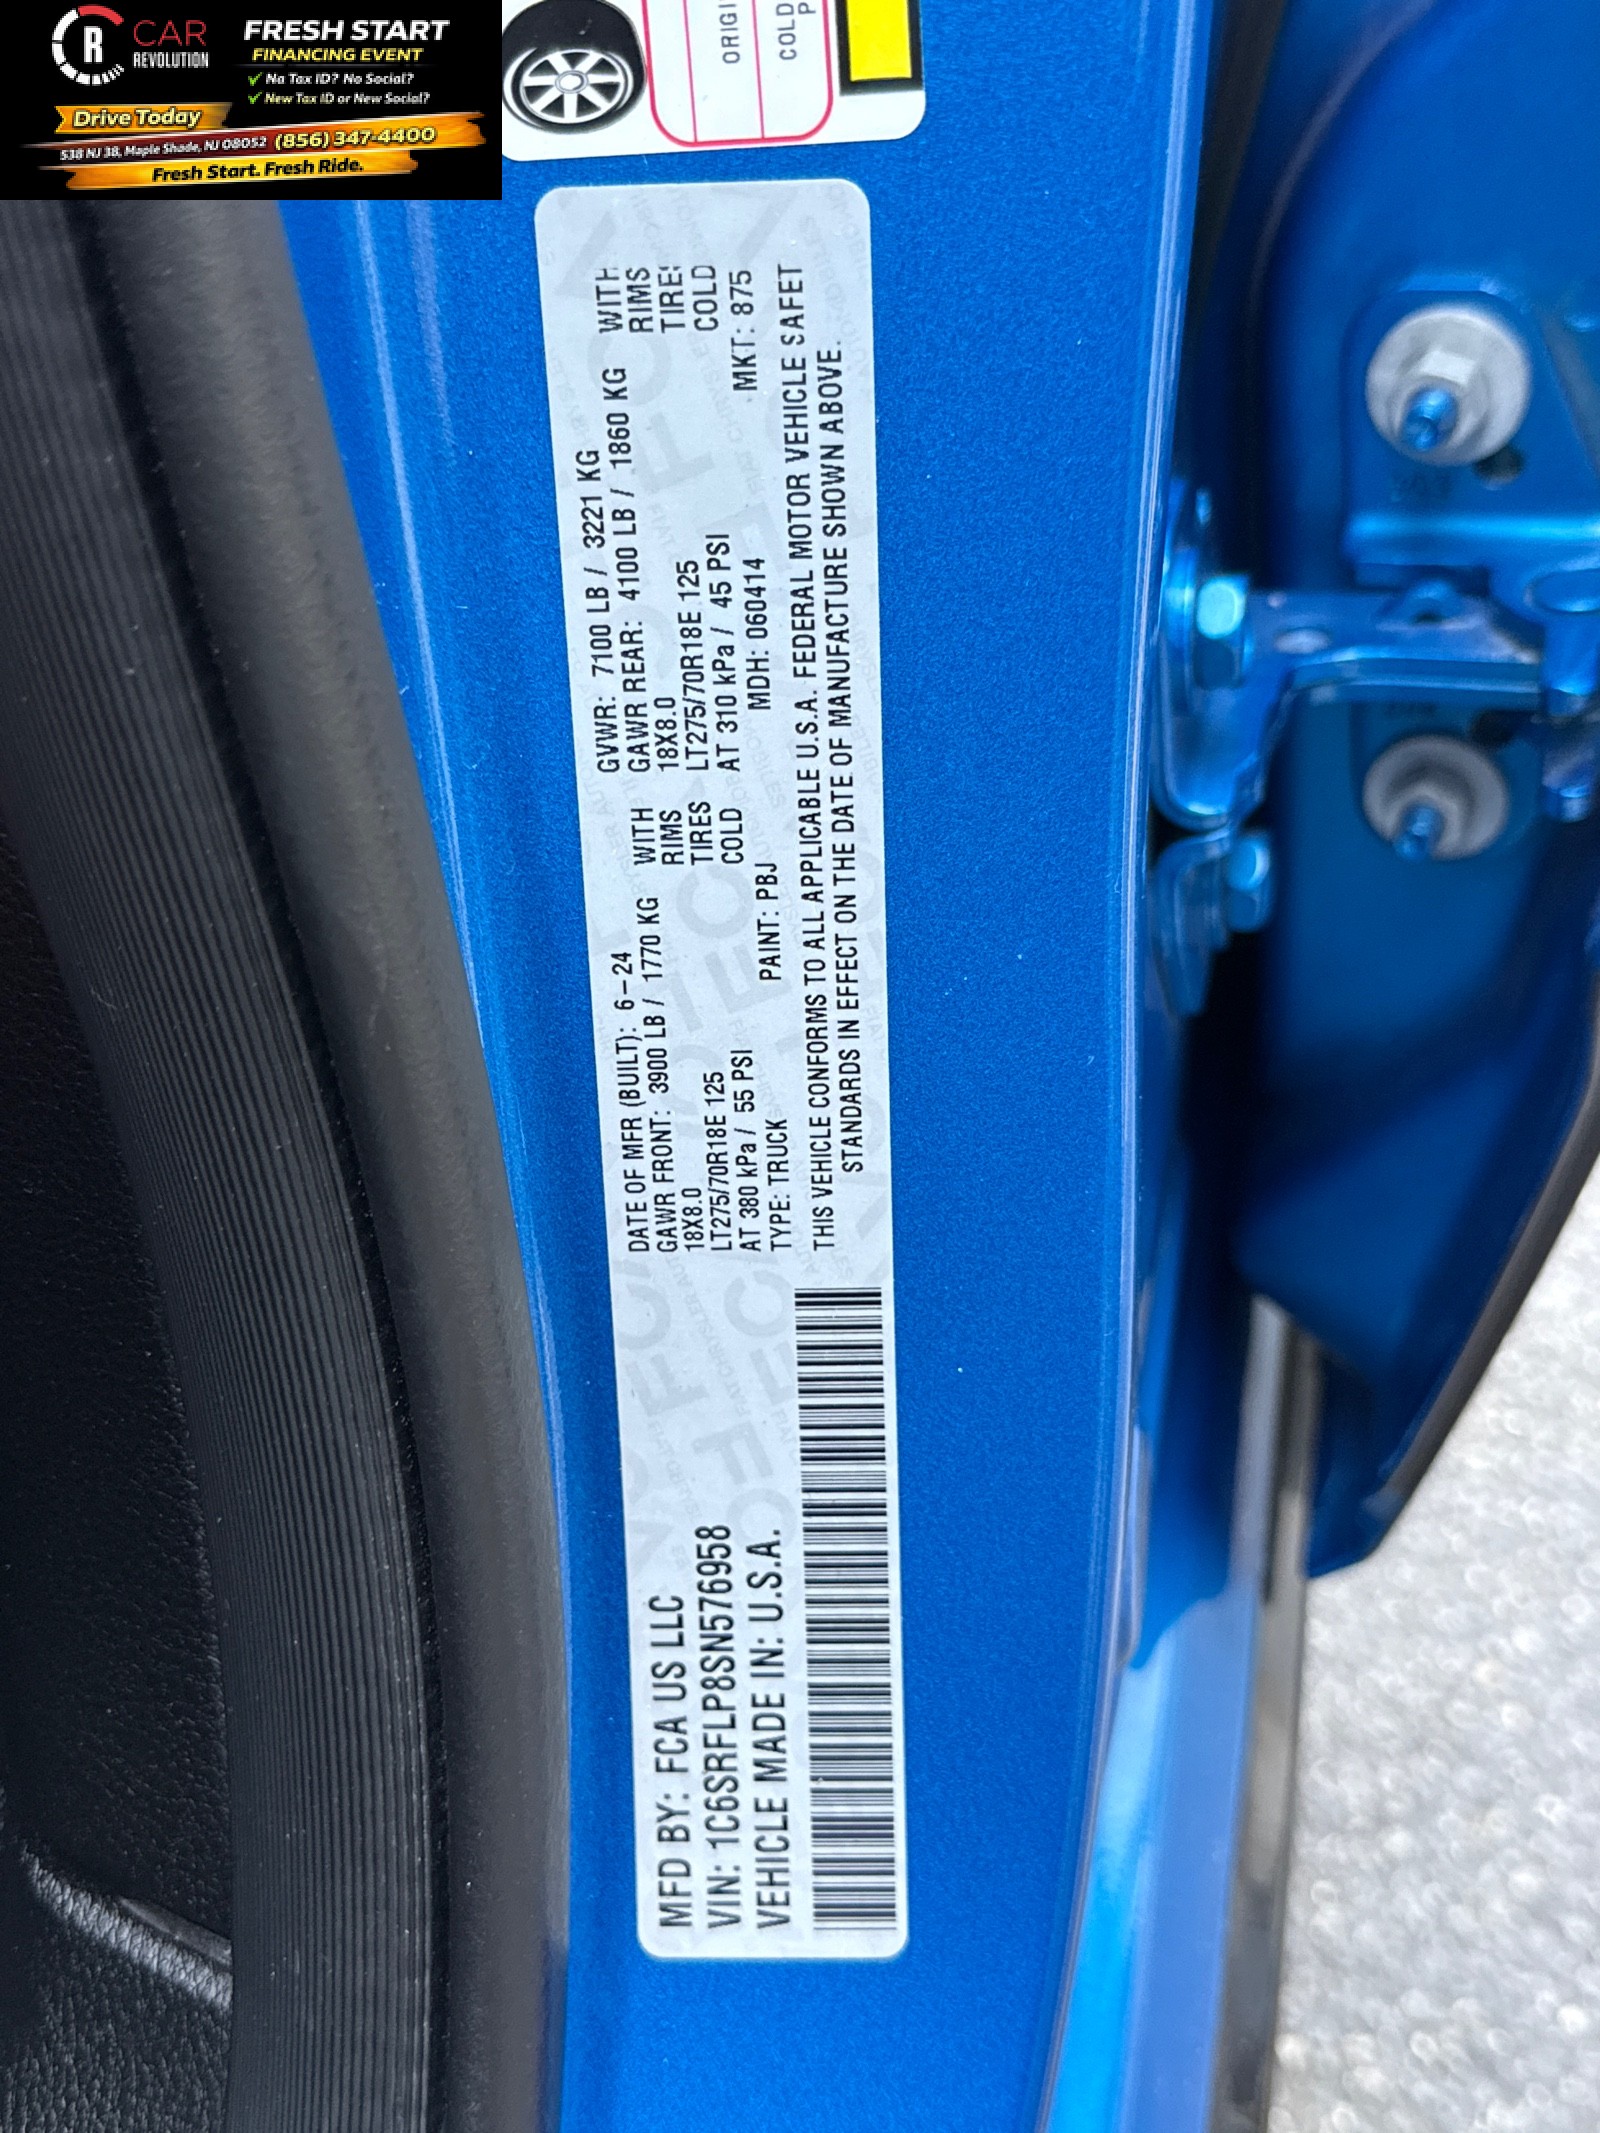 R CAR REVOLUTION
FRESH START
FINANCING EVENT
✓ No Tax ID? No Social?
✓ New Tax ID or New Social?
Drive Today
538 NJ 38, Maple Shade, NJ 08052 (856) 347-4400
Fresh Start. Fresh Ride.
COLD
MFD BY: FCA US LLC
VIN: 1C6SRFLP8SN576958
VEHICLE MADE IN: U.S.A.
DATE OF MFR (BUILT): 6-24 GVWR: 7100 LB / 3221 KG
GAWR FRONT: 3900 LB / 1770 KG WITH GAWR REAR: 4100 LB / 1860 KG WITH
18X8.0 RIMS 18X8.0 RIMS
LT275/70R18E 125 TIRES LT275/70R18E 125 TIRES
AT 380 kPa / 55 PSI COLD AT 310 kPa / 45 PSI COLD
TYPE: TRUCK PAINT: PBJ MDH: 060414 MKT: 875
THIS VEHICLE CONFORMS TO ALL APPLICABLE U.S.A. FEDERAL MOTOR VEHICLE SAFET
STANDARDS IN EFFECT ON THE DATE OF MANUFACTURE SHOWN ABOVE.